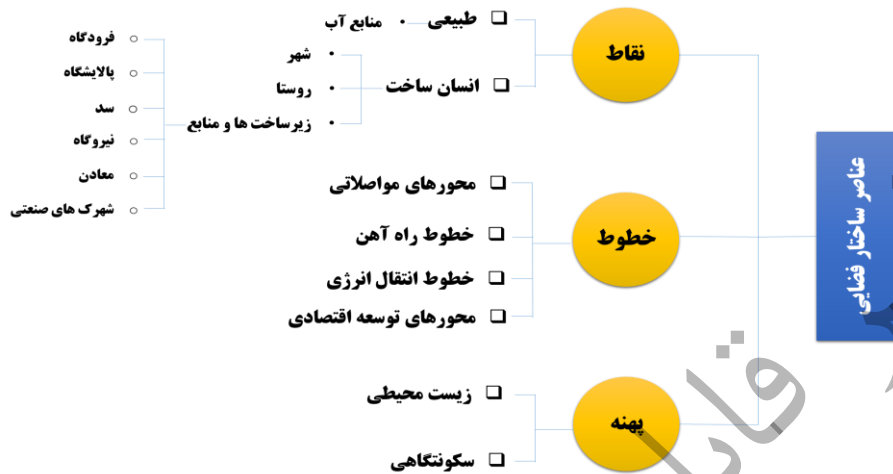 عناصر ساختار فضایی
نقاط
طبیعی
منابع آب
انسان ساخت
شهر
روستا
زیرساخت ها و منابع
فرودگاه
پالایشگاه
سد
نیروگاه
معادن
شهرک های صنعتی
خطوط
محورهای مواصلاتی
خطوط راه آهن
خطوط انتقال انرژی
محورهای توسعه اقتصادی
پهنه
زیست محیطی
سکونتگاهی